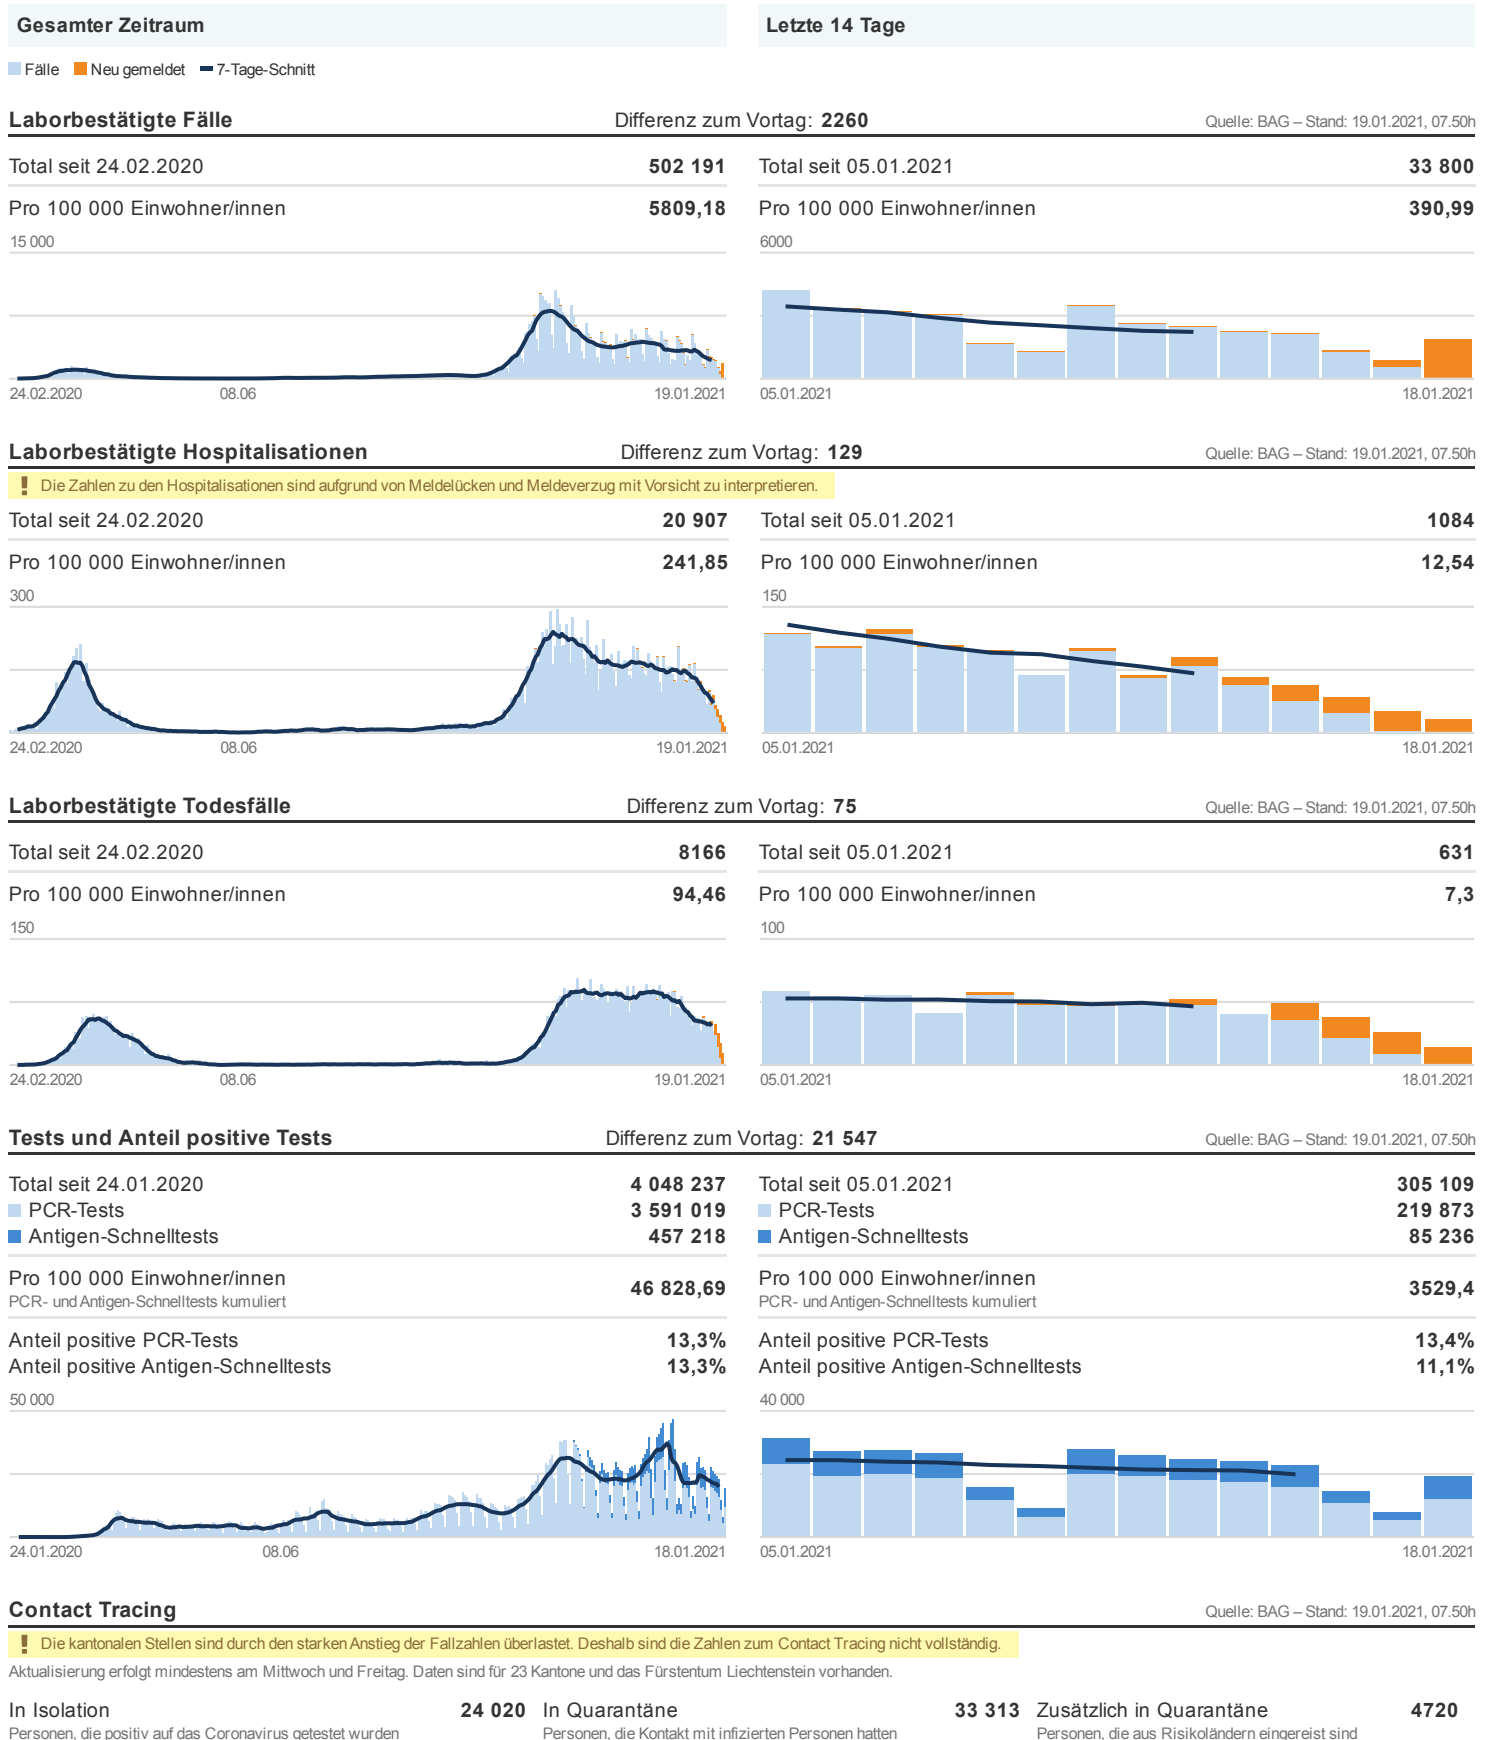 Gesamter Zeitraum
Letzte 14 Tage
Fälle Neu gemeldet 7-Tage-Schnitt
Laborbestätigte Fälle Differenz zum Vortag: 2260 Quelle: BAG – Stand: 19.01.2021, 07.50h
Total seit 24.02.2020 502 191
Total seit 05.01.2021 33 800
Pro 100 000 Einwohner/innen 5809,18
Pro 100 000 Einwohner/innen 390,99
15 000
6000
24.02.2020 08.06 19.01.2021
05.01.2021 18.01.2021
Laborbestätigte Hospitalisationen Differenz zum Vortag: 129 Quelle: BAG – Stand: 19.01.2021, 07.50h
! Die Zahlen zu den Hospitalisationen sind aufgrund von Meldelücken und Meldeverzug mit Vorsicht zu interpretieren.
Total seit 24.02.2020 20 907
Total seit 05.01.2021 1084
Pro 100 000 Einwohner/innen 241,85
Pro 100 000 Einwohner/innen 12,54
300
150
24.02.2020 08.06 19.01.2021
05.01.2021 18.01.2021
Laborbestätigte Todesfälle Differenz zum Vortag: 75 Quelle: BAG – Stand: 19.01.2021, 07.50h
Total seit 24.02.2020 8166
Total seit 05.01.2021 631
Pro 100 000 Einwohner/innen 94,46
Pro 100 000 Einwohner/innen 7,3
150
100
24.02.2020 08.06 19.01.2021
05.01.2021 18.01.2021
Tests und Anteil positive Tests Differenz zum Vortag: 21 547 Quelle: BAG – Stand: 19.01.2021, 07.50h
Total seit 24.01.2020 4 048 237
PCR-Tests 3 591 019
Antigen-Schnelltests 457 218
Total seit 05.01.2021 305 109
PCR-Tests 219 873
Antigen-Schnelltests 85 236
Pro 100 000 Einwohner/innen 46 828,69
PCR- und Antigen-Schnelltests kumuliert
Pro 100 000 Einwohner/innen 3529,4
PCR- und Antigen-Schnelltests kumuliert
Anteil positive PCR-Tests 13,3%
Anteil positive Antigen-Schnelltests 13,3%
Anteil positive PCR-Tests 13,4%
Anteil positive Antigen-Schnelltests 11,1%
50 000
40 000
24.01.2020 08.06 18.01.2021
05.01.2021 18.01.2021
Contact Tracing Quelle: BAG – Stand: 19.01.2021, 07.50h
! Die kantonalen Stellen sind durch den starken Anstieg der Fallzahlen überlastet. Deshalb sind die Zahlen zum Contact Tracing nicht vollständig.
Aktualisierung erfolgt mindestens am Mittwoch und Freitag. Daten sind für 23 Kantone und das Fürstentum Liechtenstein vorhanden.
In Isolation 24 020
Personen, die positiv auf das Coronavirus getestet wurden
In Quarantäne 33 313
Personen, die Kontakt mit infizierten Personen hatten
Zusätzlich in Quarantäne 4720
Personen, die aus Risikoländern eingereist sind